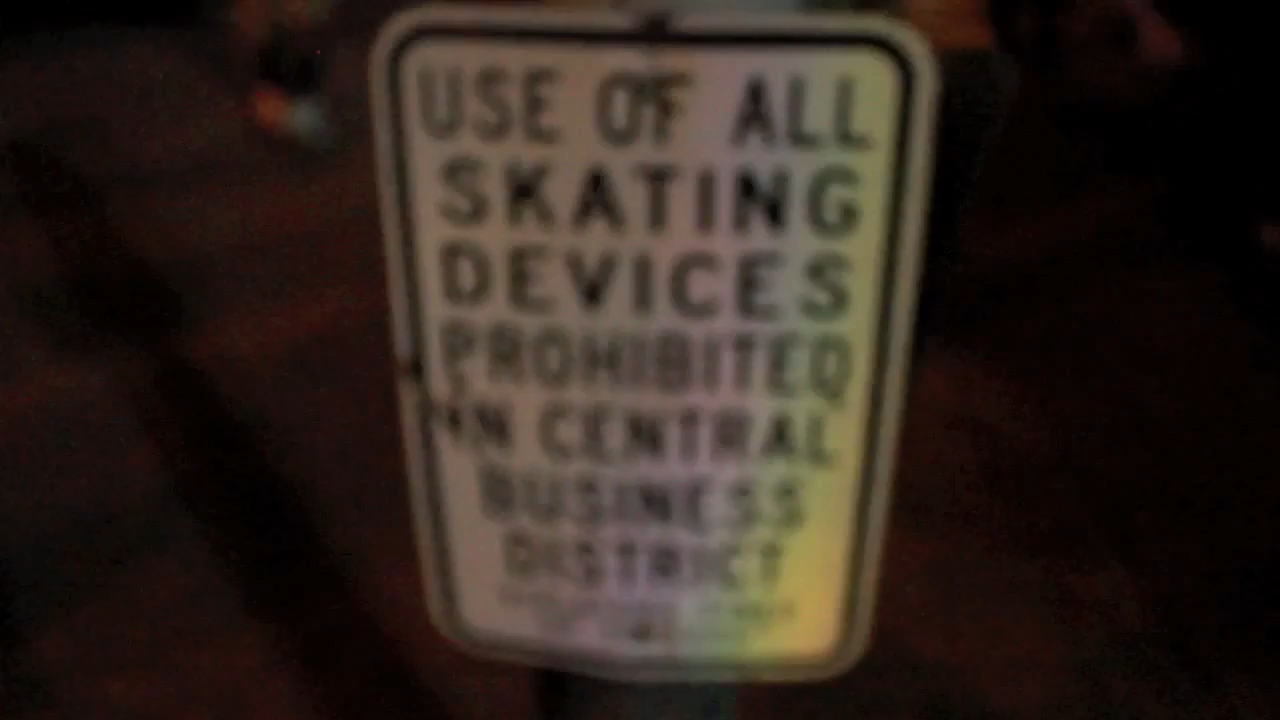 USE OF ALL
SKATING
DEVICES
PROHIBITED
IN CENTRAL
BUSINESS
DISTRICT